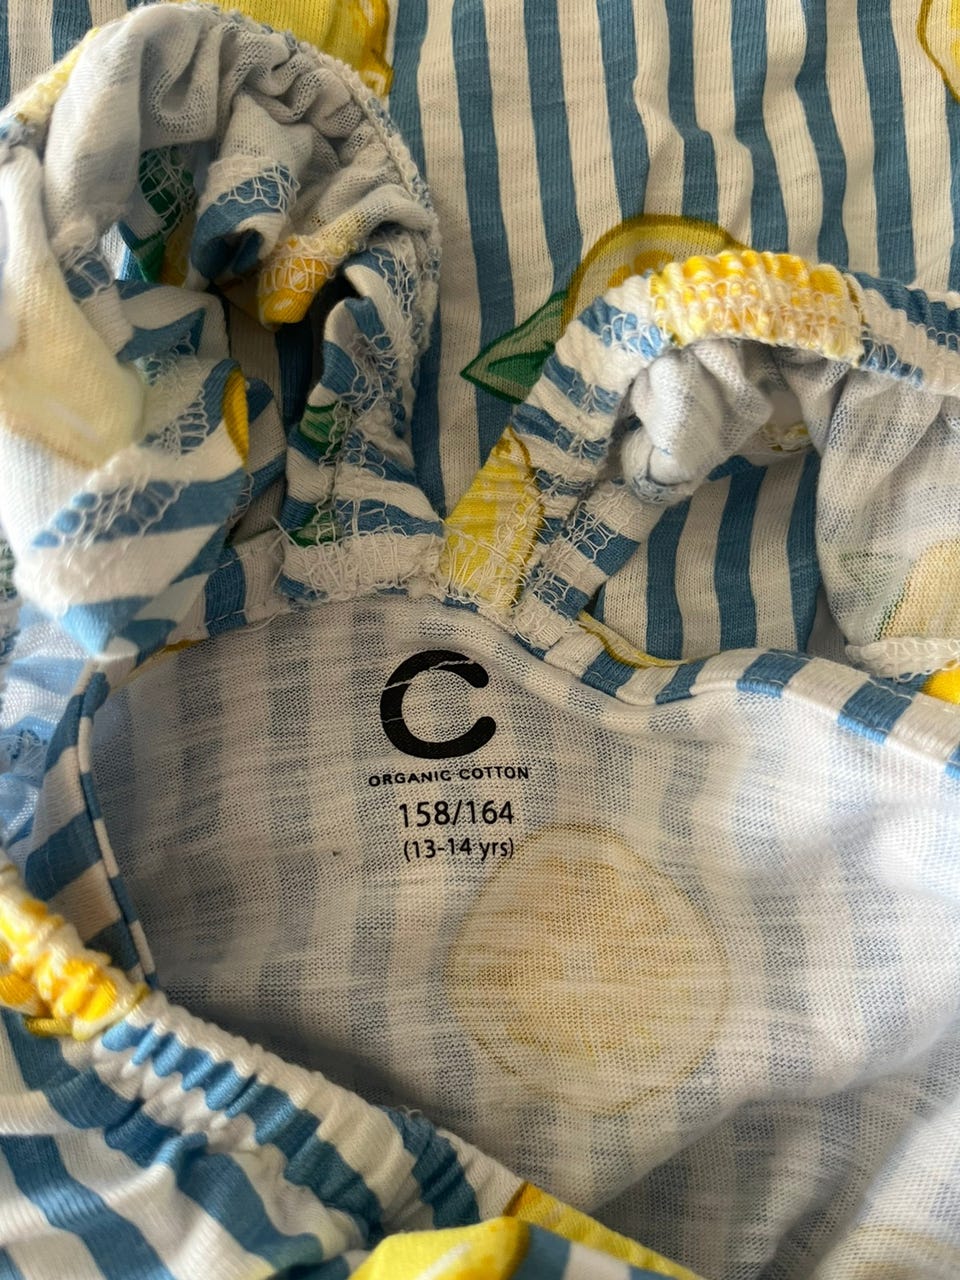 C
ORGANIC COTTON
158/164
(13-14 yrs)